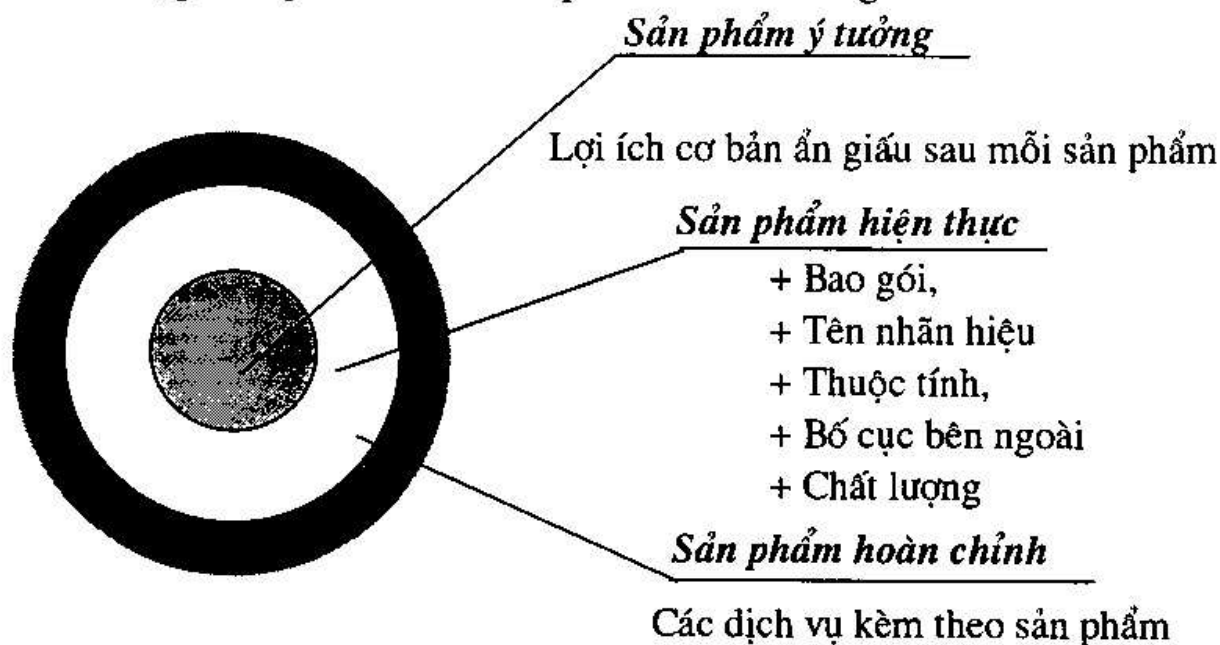 Sản phẩm ý tưởng
Lợi ích cơ bản ẩn giấu sau mỗi sản phẩm
Sản phẩm hiện thực
+ Bao gói,
+ Tên nhãn hiệu
+ Thuộc tính,
+ Bố cục bên ngoài
+ Chất lượng
Sản phẩm hoàn chỉnh
Các dịch vụ kèm theo sản phẩm